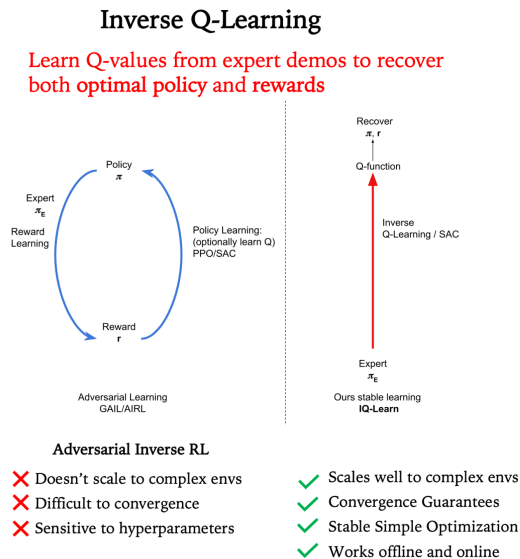 Inverse Q-Learning
Learn Q-values from expert demos to recover
both optimal policy and rewards
Policy
π
Expert
π_E
Reward
Learning
Policy Learning:
(optionally learn Q)
PPO/SAC
Reward
r
Adversarial Learning
GAIL/AIRL
Recover
π, r
Q-function
Inverse
Q-Learning / SAC
Expert
π_E
Ours stable learning
IQ-Learn
Adversarial Inverse RL
Doesn't scale to complex envs
Difficult to convergence
Sensitive to hyperparameters
Scales well to complex envs
Convergence Guarantees
Stable Simple Optimization
Works offline and online